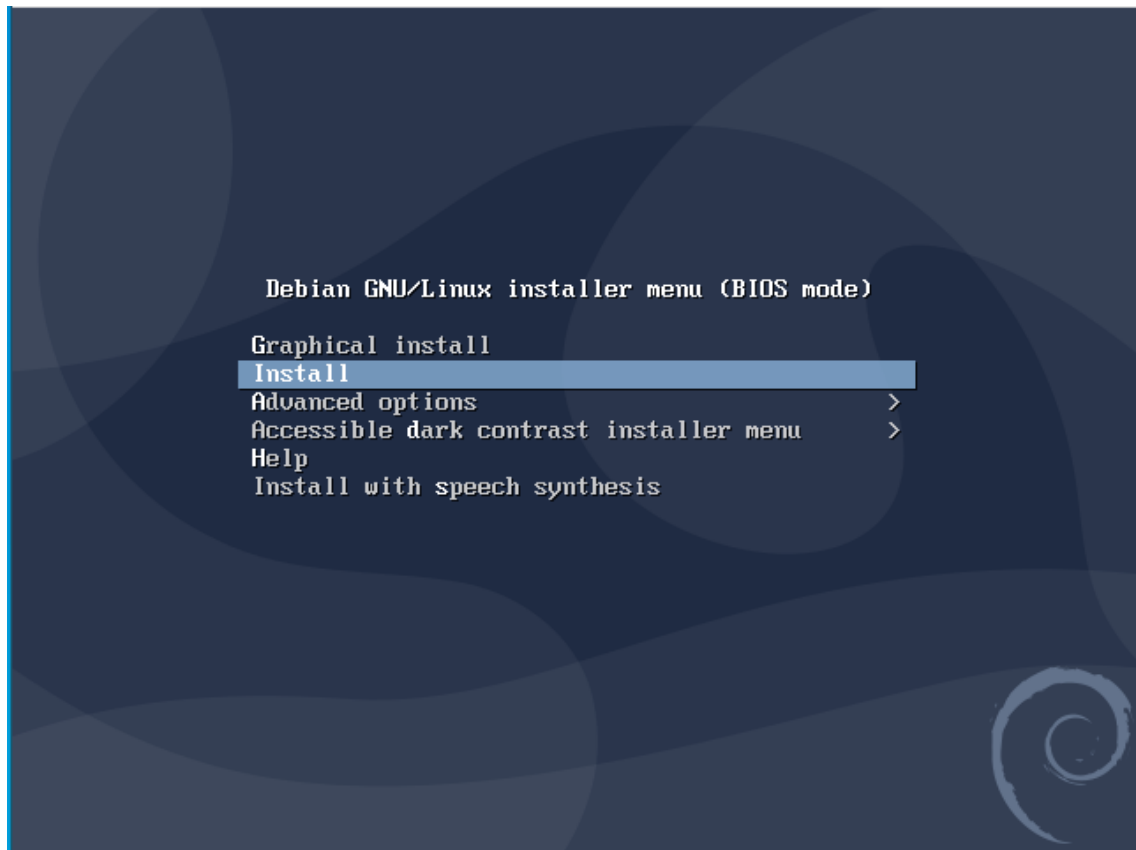 Debian GNU/Linux installer menu (BIOS mode)
Graphical install
Install
Advanced options >
Accessible dark contrast installer menu >
Help
Install with speech synthesis